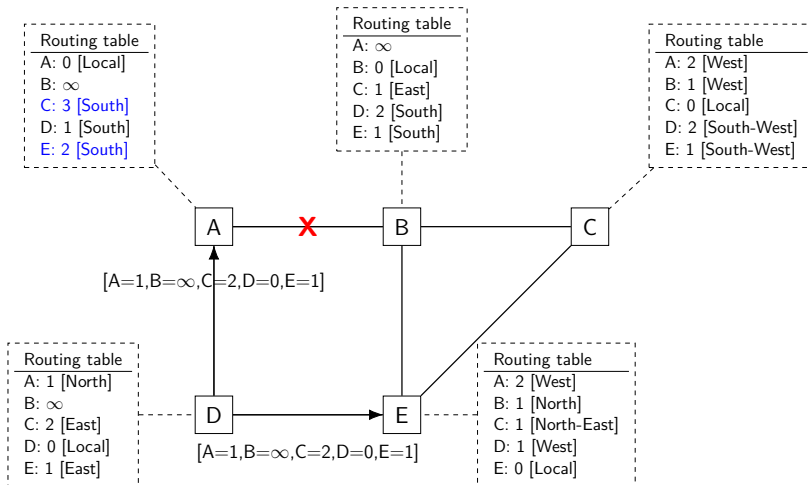 Routing table
A: 0 [Local]
B: ∞
C: 3 [South]
D: 1 [South]
E: 2 [South]
Routing table
A: ∞
B: 0 [Local]
C: 1 [East]
D: 2 [South]
E: 1 [South]
Routing table
A: 2 [West]
B: 1 [West]
C: 0 [Local]
D: 2 [South-West]
E: 1 [South-West]
A
X
B
C
[A=1,B=∞,C=2,D=0,E=1]
Routing table
A: 1 [North]
B: ∞
C: 2 [East]
D: 0 [Local]
E: 1 [East]
D
E
Routing table
A: 2 [West]
B: 1 [North]
C: 1 [North-East]
D: 1 [West]
E: 0 [Local]
[A=1,B=∞,C=2,D=0,E=1]